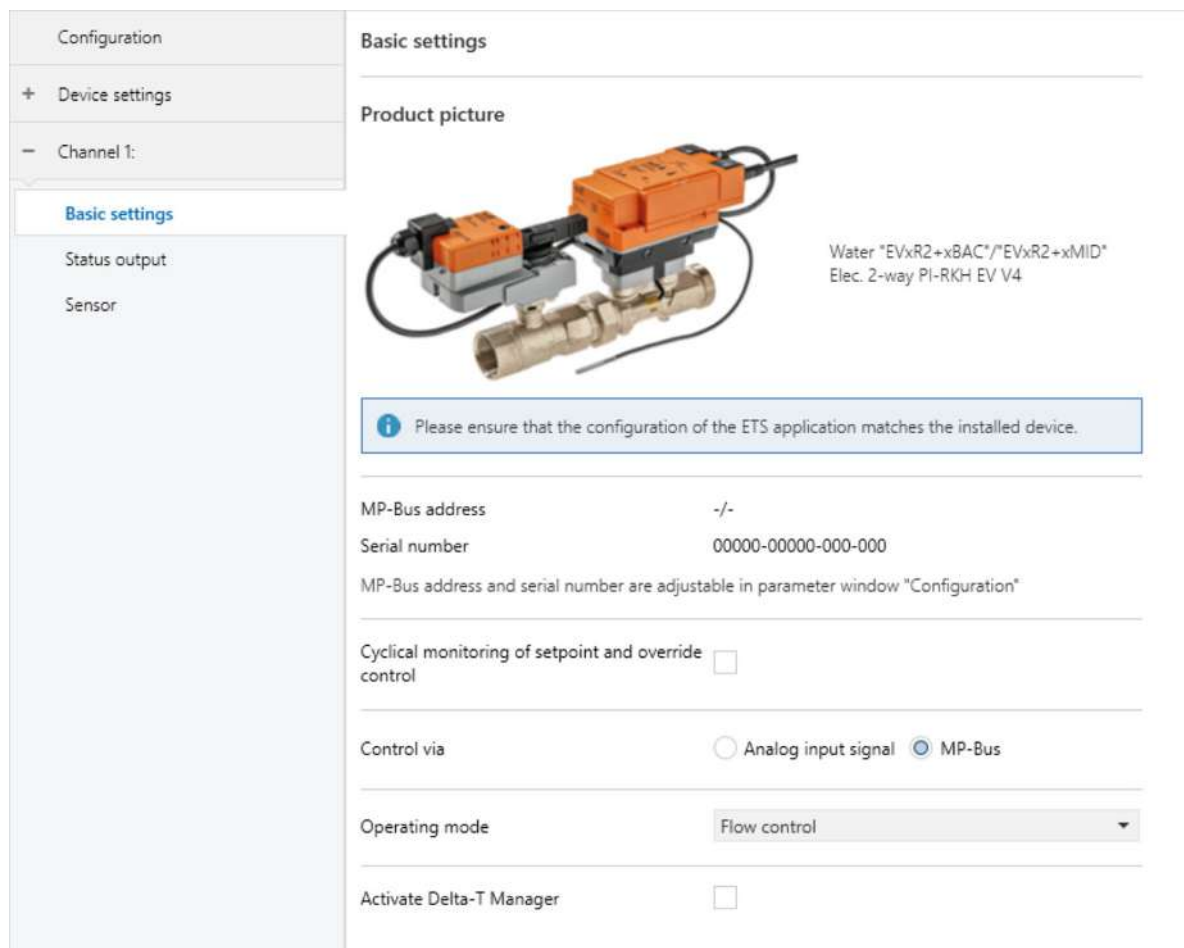 Configuration
+ Device settings
− Channel 1:
Basic settings
Status output
Sensor
Basic settings
Product picture
Water "EVxR2+xBAC"/"EVxR2+xMID"
Elec. 2-way PI-RKH EV V4
Please ensure that the configuration of the ETS application matches the installed device.
MP-Bus address -/-
Serial number 00000-00000-000-000
MP-Bus address and serial number are adjustable in parameter window "Configuration"
Cyclical monitoring of setpoint and override
control
Control via Analog input signal MP-Bus
Operating mode Flow control
Activate Delta-T Manager